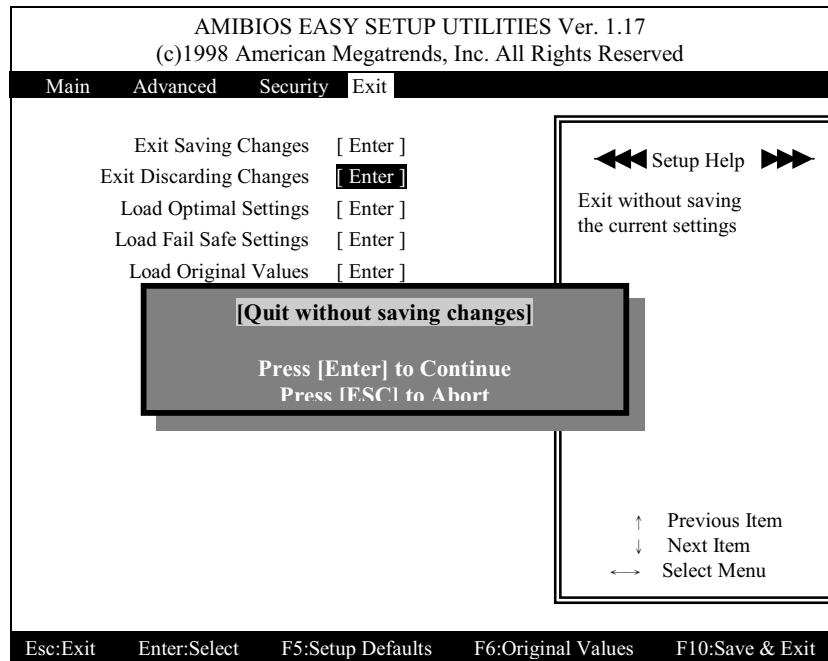 AMIBIOS EASY SETUP UTILITIES Ver. 1.17
(c)1998 American Megatrends, Inc. All Rights Reserved
Main Advanced Security Exit
Exit Saving Changes [ Enter ]
Exit Discarding Changes [ Enter ]
Load Optimal Settings [ Enter ]
Load Fail Safe Settings [ Enter ]
Load Original Values [ Enter ]
[Quit without saving changes]
Press [Enter] to Continue
Press [ESC] to Abort
Setup Help
Exit without saving
the current settings
↑ Previous Item
↓ Next Item
←→ Select Menu
Esc:Exit Enter:Select F5:Setup Defaults F6:Original Values F10:Save & Exit